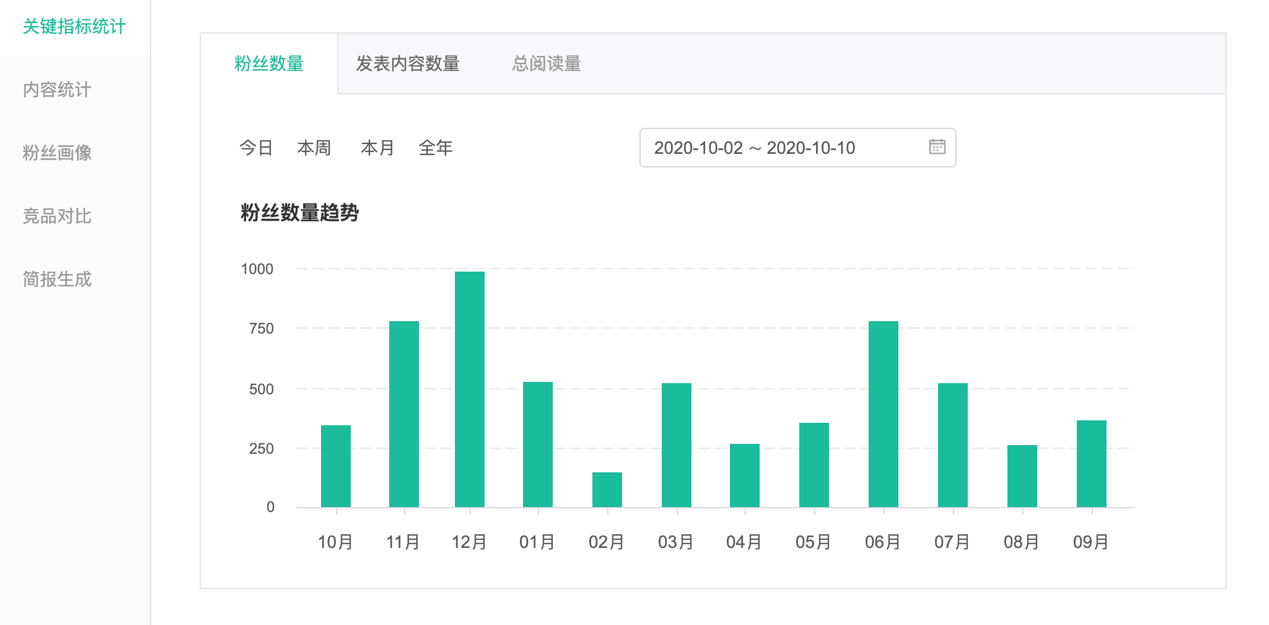 关键指标统计
内容统计
粉丝画像
竞品对比
简报生成
粉丝数量 发表内容数量 总阅读量
今日 本周 本月 全年 2020-10-02 ~ 2020-10-10
粉丝数量趋势
1000
750
500
250
0
10月 11月 12月 01月 02月 03月 04月 05月 06月 07月 08月 09月